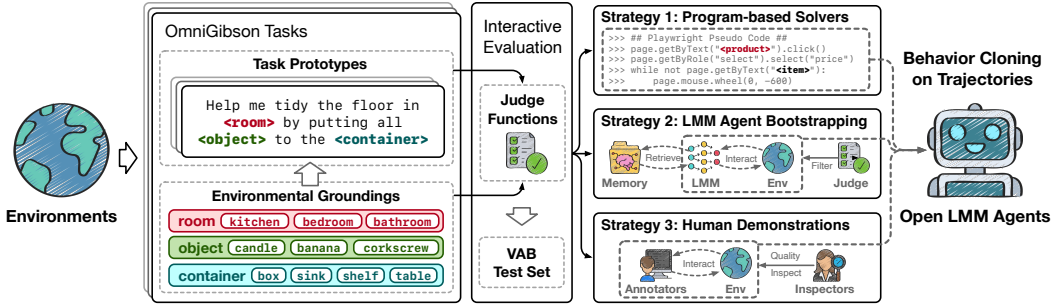 Environments
OmniGibson Tasks
Task Prototypes
Help me tidy the floor in
<room> by putting all
<object> to the <container>
Environmental Groundings
room kitchen bedroom bathroom
object candle banana corkscrew
container box sink shelf table
Interactive
Evaluation
Judge
Functions
VAB
Test Set
Strategy 1: Program-based Solvers
>>> ## Playwright Pseudo Code ##
>>> page.getByText("<product>").click()
>>> page.getByRole("select").select("price")
>>> while not page.getByText("<item>"):
>>> page.mouse.wheel(0, -600)
Strategy 2: LMM Agent Bootstrapping
Retrieve
Interact
Filter
Memory
LMM
Env
Judge
Strategy 3: Human Demonstrations
Interact
Quality
Inspect
Annotators
Env
Inspectors
Behavior Cloning
on Trajectories
Open LMM Agents